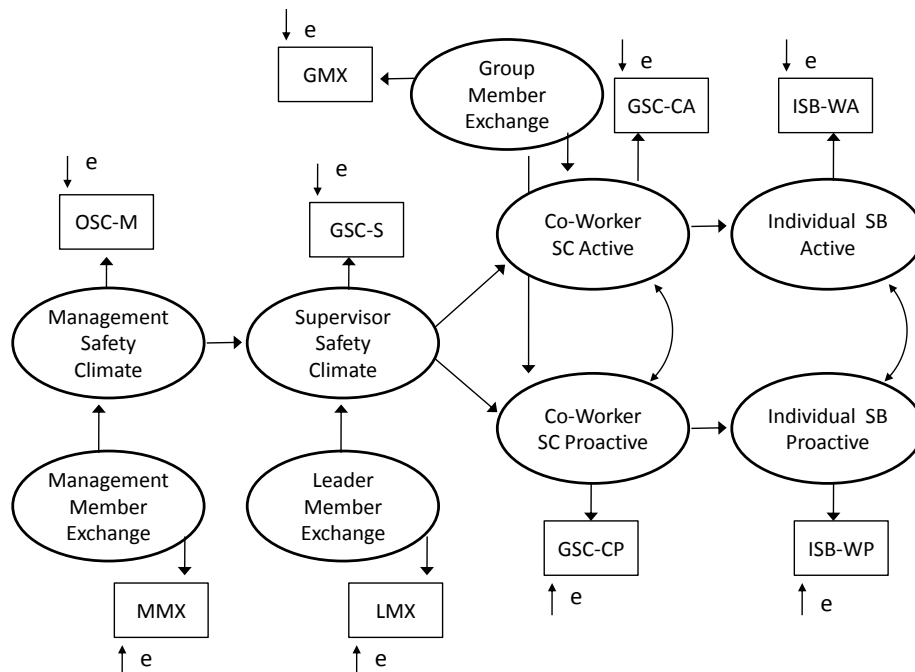 e
GMX
Group
Member
Exchange
e
GSC-CA
e
ISB-WA
e
OSC-M
e
GSC-S
Co-Worker
SC Active
Individual SB
Active
Management
Safety
Climate
Supervisor
Safety
Climate
Co-Worker
SC Proactive
Individual SB
Proactive
Management
Member
Exchange
Leader
Member
Exchange
GSC-CP
e
ISB-WP
e
MMX
e
LMX
e